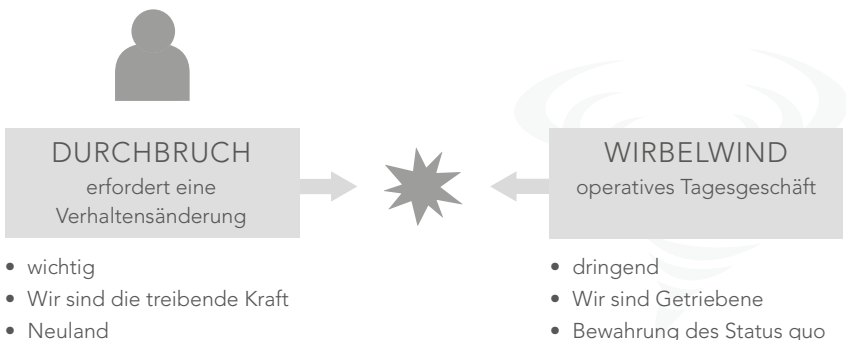 DURCHBRUCH
erfordert eine
Verhaltensänderung
• wichtig
• Wir sind die treibende Kraft
• Neuland
WIRBELWIND
operatives Tagesgeschäft
• dringend
• Wir sind Getriebene
• Bewahrung des Status quo